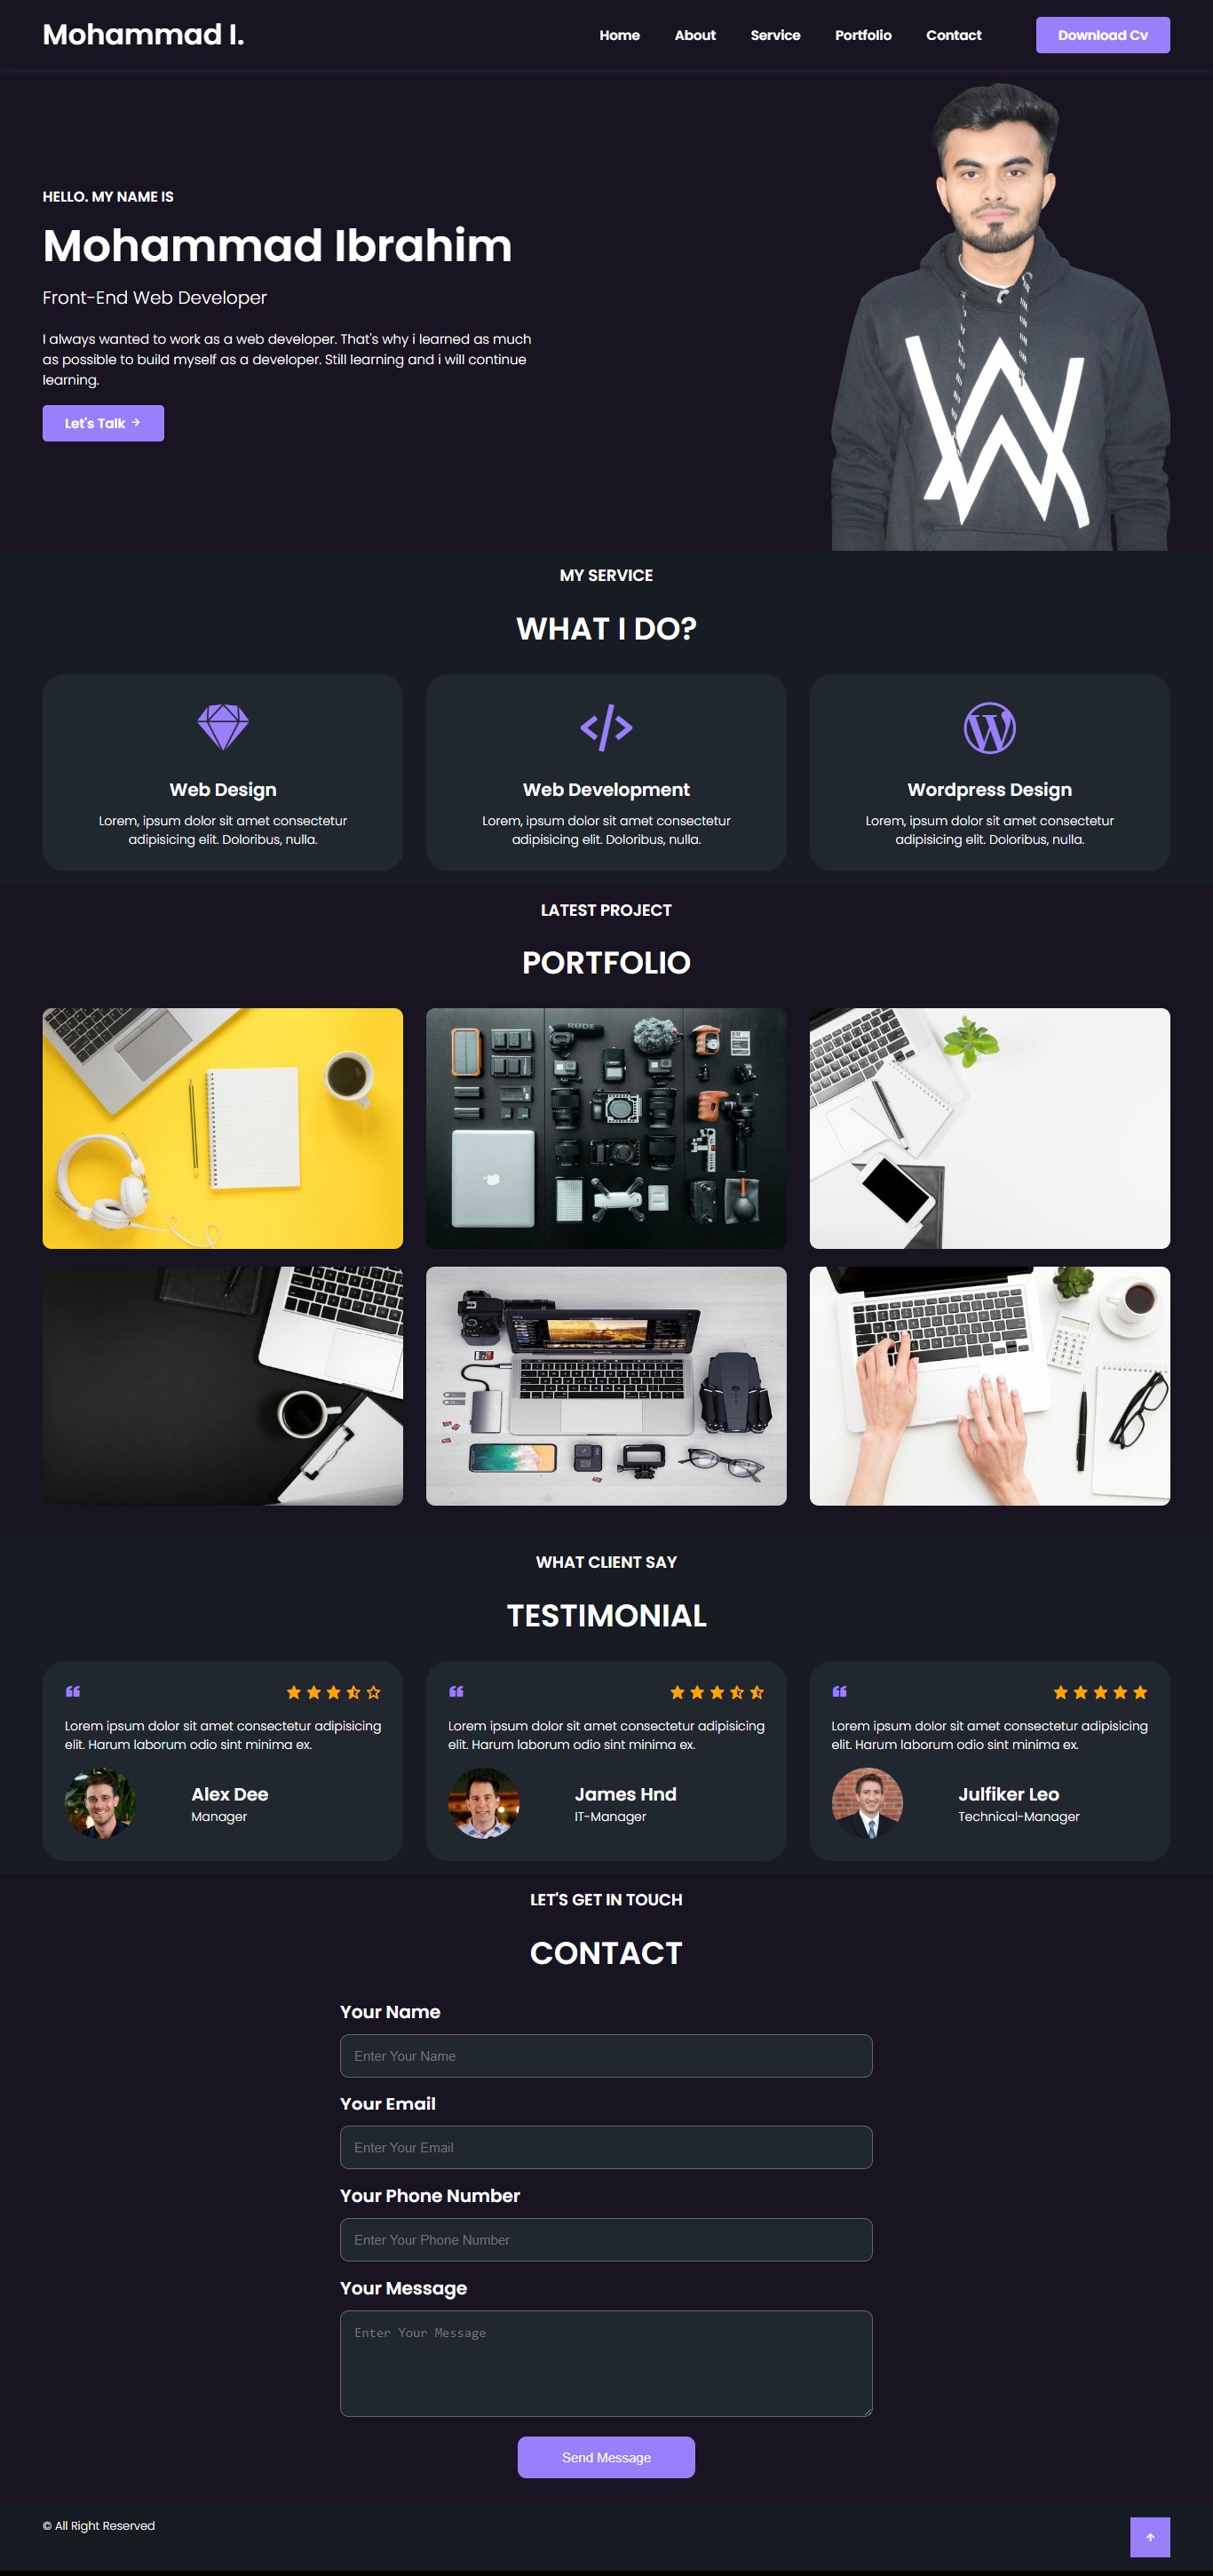 Mohammad I.
Home About Service Portfolio Contact Download Cv
HELLO. MY NAME IS
Mohammad Ibrahim
Front-End Web Developer
I always wanted to work as a web developer. That's why i learned as much
as possible to build myself as a developer. Still learning and i will continue
learning.
Let's Talk →
MY SERVICE
WHAT I DO?
Web Design
Lorem, ipsum dolor sit amet consectetur
adipisicing elit. Doloribus, nulla.
Web Development
Lorem, ipsum dolor sit amet consectetur
adipisicing elit. Doloribus, nulla.
Wordpress Design
Lorem, ipsum dolor sit amet consectetur
adipisicing elit. Doloribus, nulla.
LATEST PROJECT
PORTFOLIO
RODE
WHAT CLIENT SAY
TESTIMONIAL
Lorem ipsum dolor sit amet consectetur adipisicing
elit. Harum laborum odio sint minima ex.
Alex Dee
Manager
Lorem ipsum dolor sit amet consectetur adipisicing
elit. Harum laborum odio sint minima ex.
James Hnd
IT-Manager
Lorem ipsum dolor sit amet consectetur adipisicing
elit. Harum laborum odio sint minima ex.
Julfiker Leo
Technical-Manager
LET'S GET IN TOUCH
CONTACT
Your Name
Enter Your Name
Your Email
Enter Your Email
Your Phone Number
Enter Your Phone Number
Your Message
Enter Your Message
Send Message
© All Right Reserved